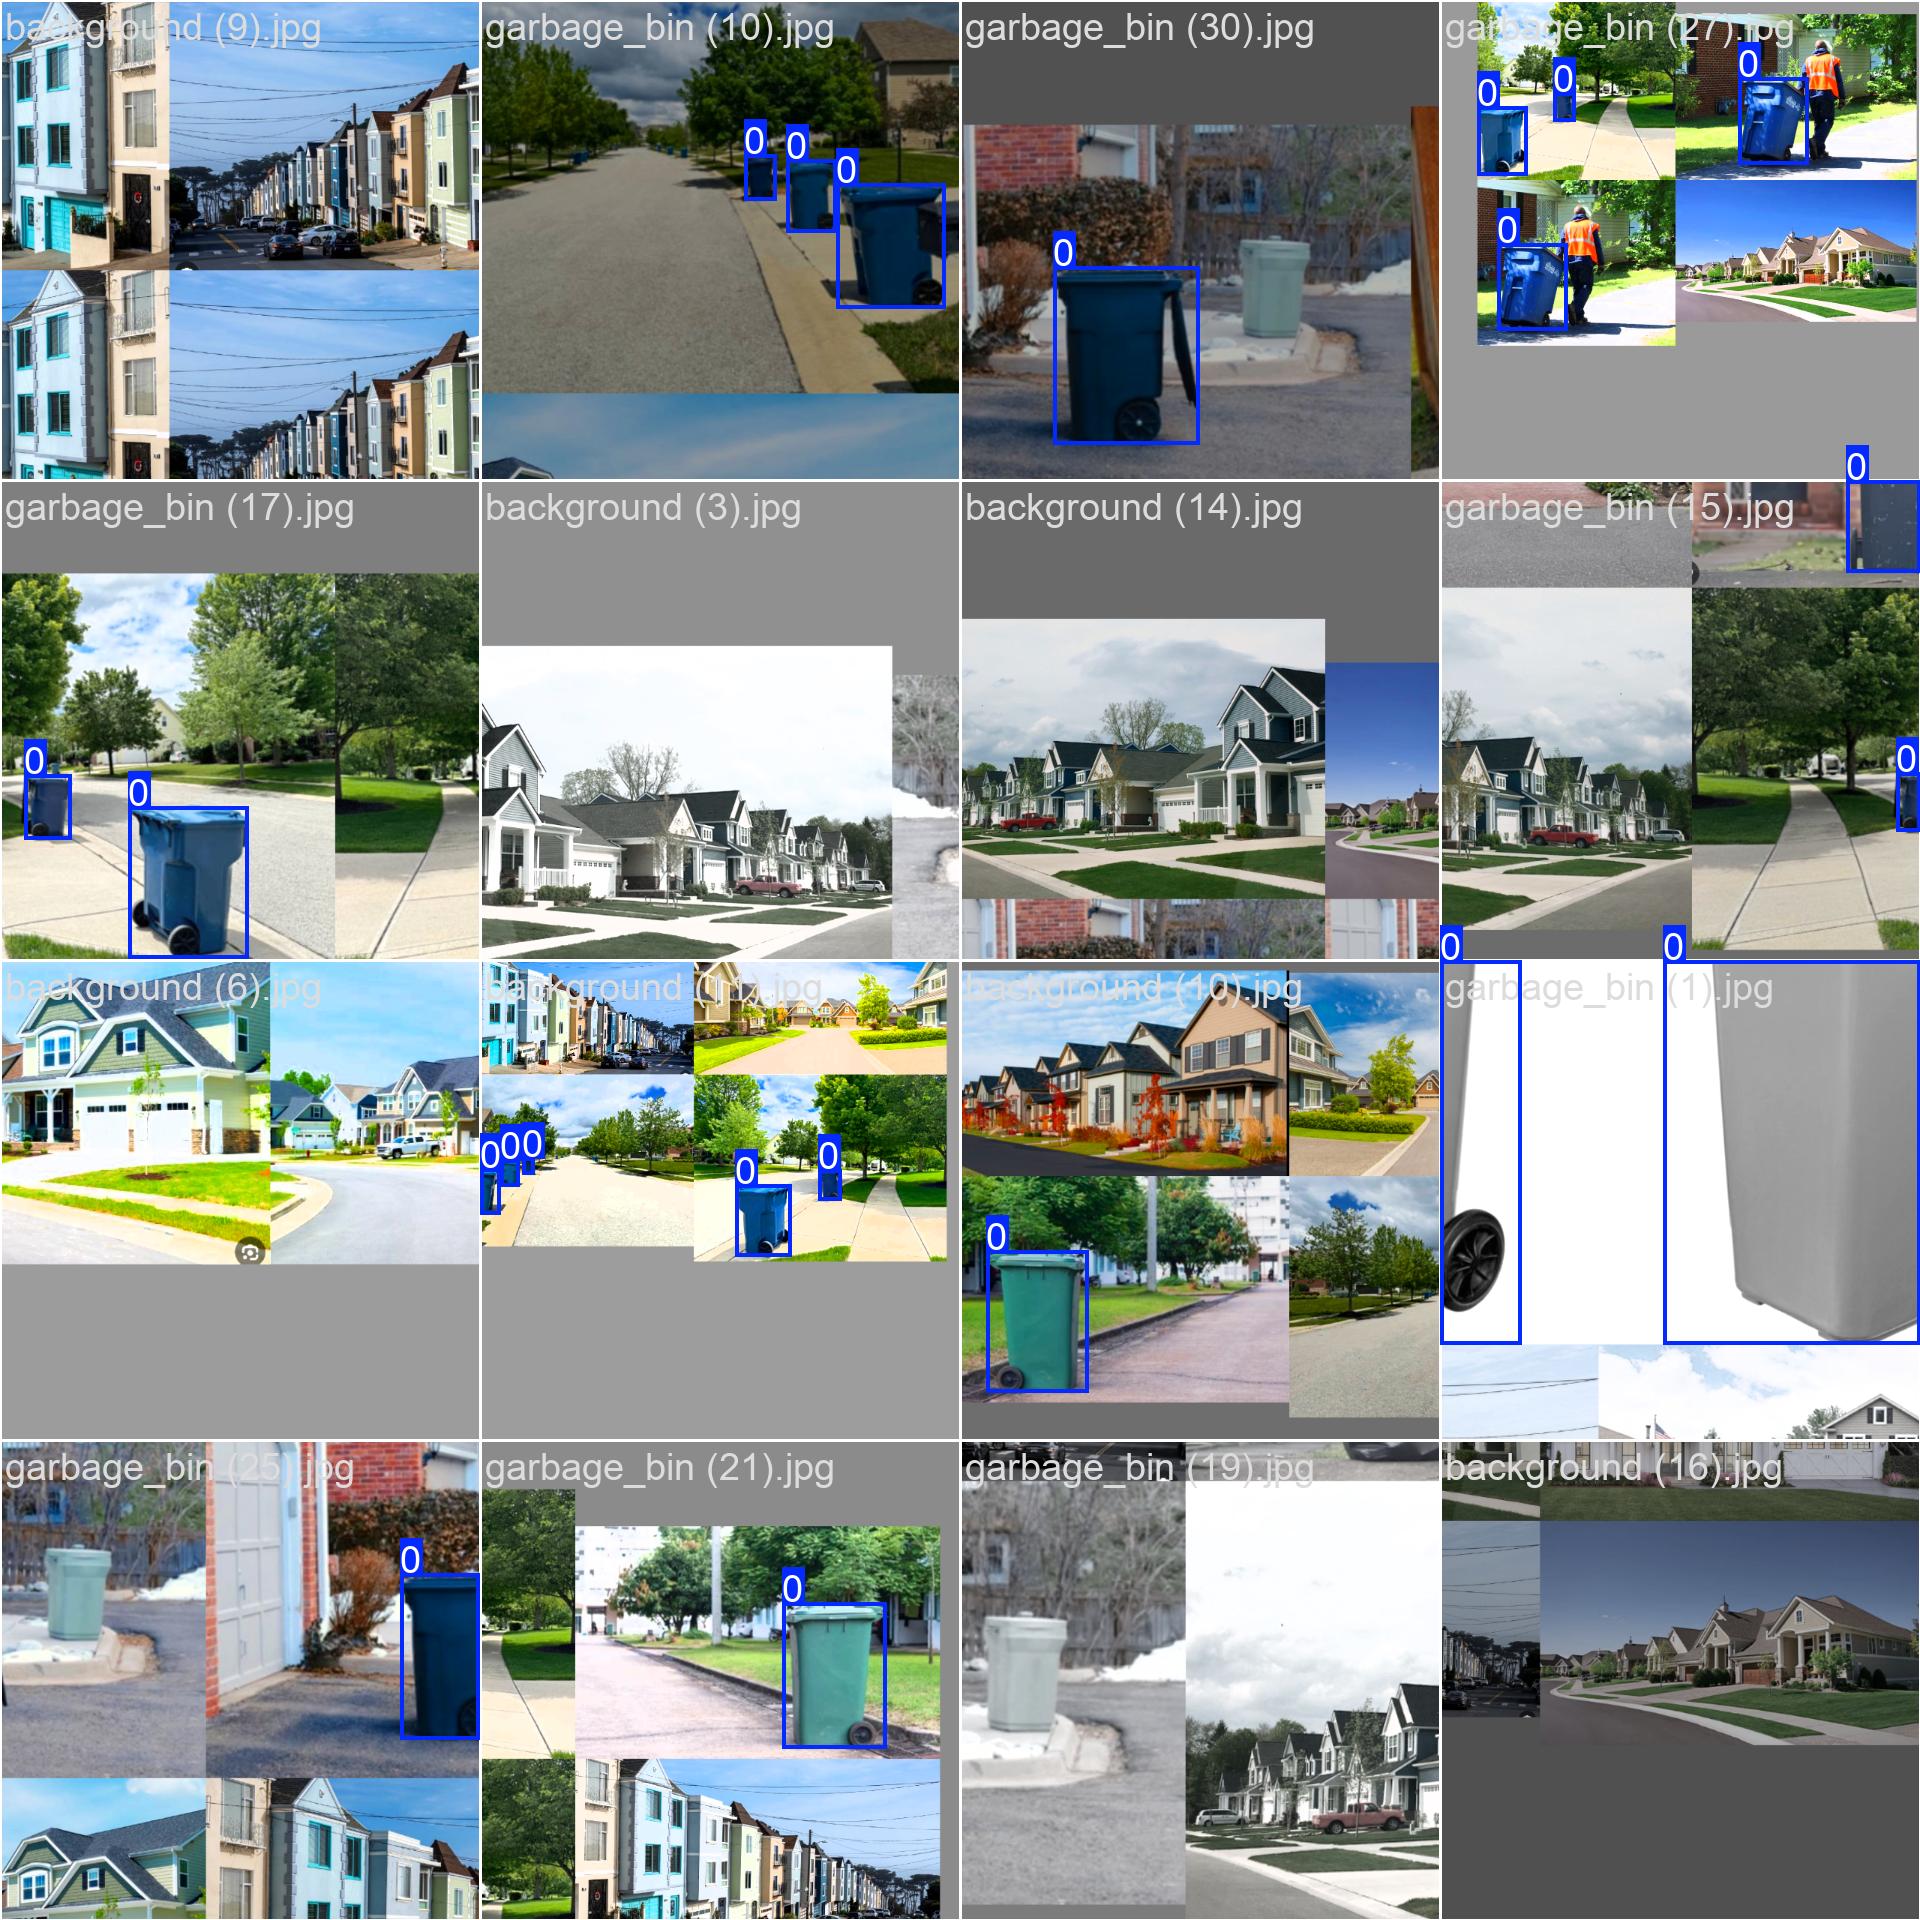 background (9).jpg
garbage_bin (10).jpg
0
0
0
garbage_bin (30).jpg
0
garbage_bin (27).jpg
0
0
0
0
garbage_bin (17).jpg
0
0
background (3).jpg
background (14).jpg
0
garbage_bin (15).jpg
0
background (6).jpg
background (11).jpg
0
0
0
0
0
background (10).jpg
0
0
0
garbage_bin (1).jpg
garbage_bin (25).jpg
0
garbage_bin (21).jpg
0
garbage_bin (19).jpg
background (16).jpg